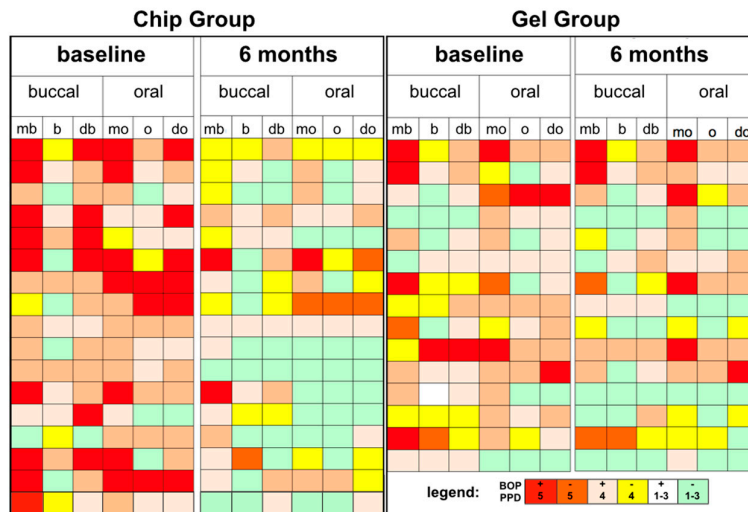 Chip Group Gel Group
baseline 6 months baseline 6 months
buccal oral buccal oral buccal oral buccal oral
mb b db mo o do mb b db mo o do mb b db mo o do mb b db mo o do
legend: BOP + - + - + -
PPD 5 5 4 4 1-3 1-3